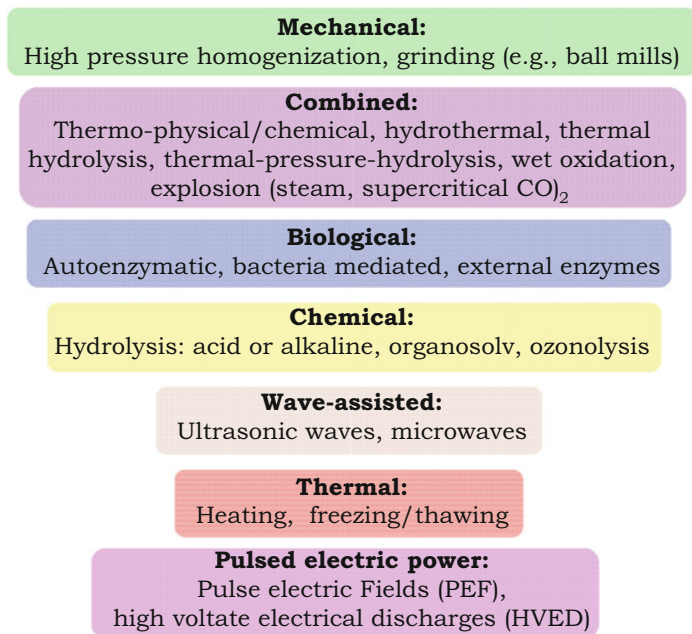 Mechanical:
High pressure homogenization, grinding (e.g., ball mills)
Combined:
Thermo-physical/chemical, hydrothermal, thermal
hydrolysis, thermal-pressure-hydrolysis, wet oxidation,
explosion (steam, supercritical CO)₂
Biological:
Autoenzymatic, bacteria mediated, external enzymes
Chemical:
Hydrolysis: acid or alkaline, organosolv, ozonolysis
Wave-assisted:
Ultrasonic waves, microwaves
Thermal:
Heating, freezing/thawing
Pulsed electric power:
Pulse electric Fields (PEF),
high voltate electrical discharges (HVED)